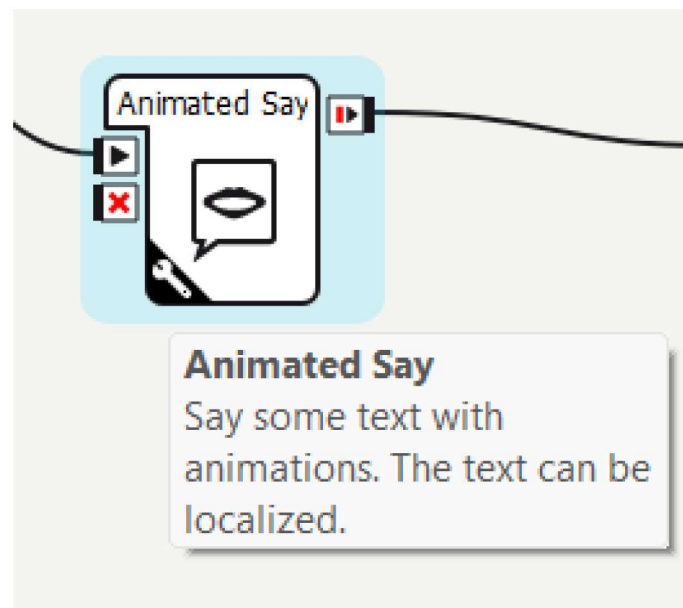 Animated Say
Animated Say
Say some text with
animations. The text can be
localized.